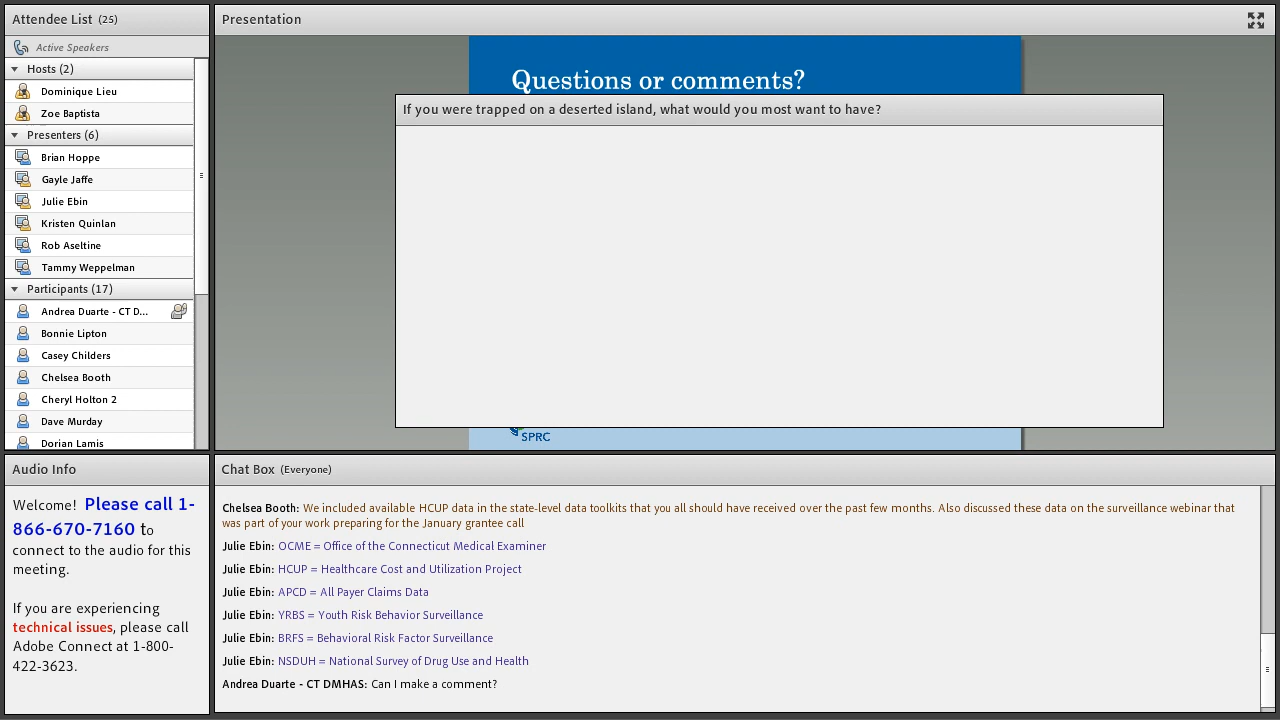 Attendee List (25)
Active Speakers
Hosts (2)
Dominique Lieu
Zoe Baptista
Presenters (6)
Brian Hoppe
Gayle Jaffe
Julie Ebin
Kristen Quinlan
Rob Aseltine
Tammy Weppelman
Participants (17)
Andrea Duarte - CT D...
Bonnie Lipton
Casey Childers
Chelsea Booth
Cheryl Holton 2
Dave Murday
Dorian Lamis
Presentation
Questions or comments?
If you were trapped on a deserted island, what would you most want to have?
SPRC
Audio Info
Welcome! Please call 1-
866-670-7160 to
connect to the audio for this
meeting.
If you are experiencing
technical issues, please call
Adobe Connect at 1-800-
422-3623.
Chat Box (Everyone)
Chelsea Booth: We included available HCUP data in the state-level data toolkits that you all should have received over the past few months. Also discussed these data on the surveillance webinar that
was part of your work preparing for the January grantee call
Julie Ebin: OCME = Office of the Connecticut Medical Examiner
Julie Ebin: HCUP = Healthcare Cost and Utilization Project
Julie Ebin: APCD = All Payer Claims Data
Julie Ebin: YRBS = Youth Risk Behavior Surveillance
Julie Ebin: BRFS = Behavioral Risk Factor Surveillance
Julie Ebin: NSDUH = National Survey of Drug Use and Health
Andrea Duarte - CT DMHAS: Can I make a comment?